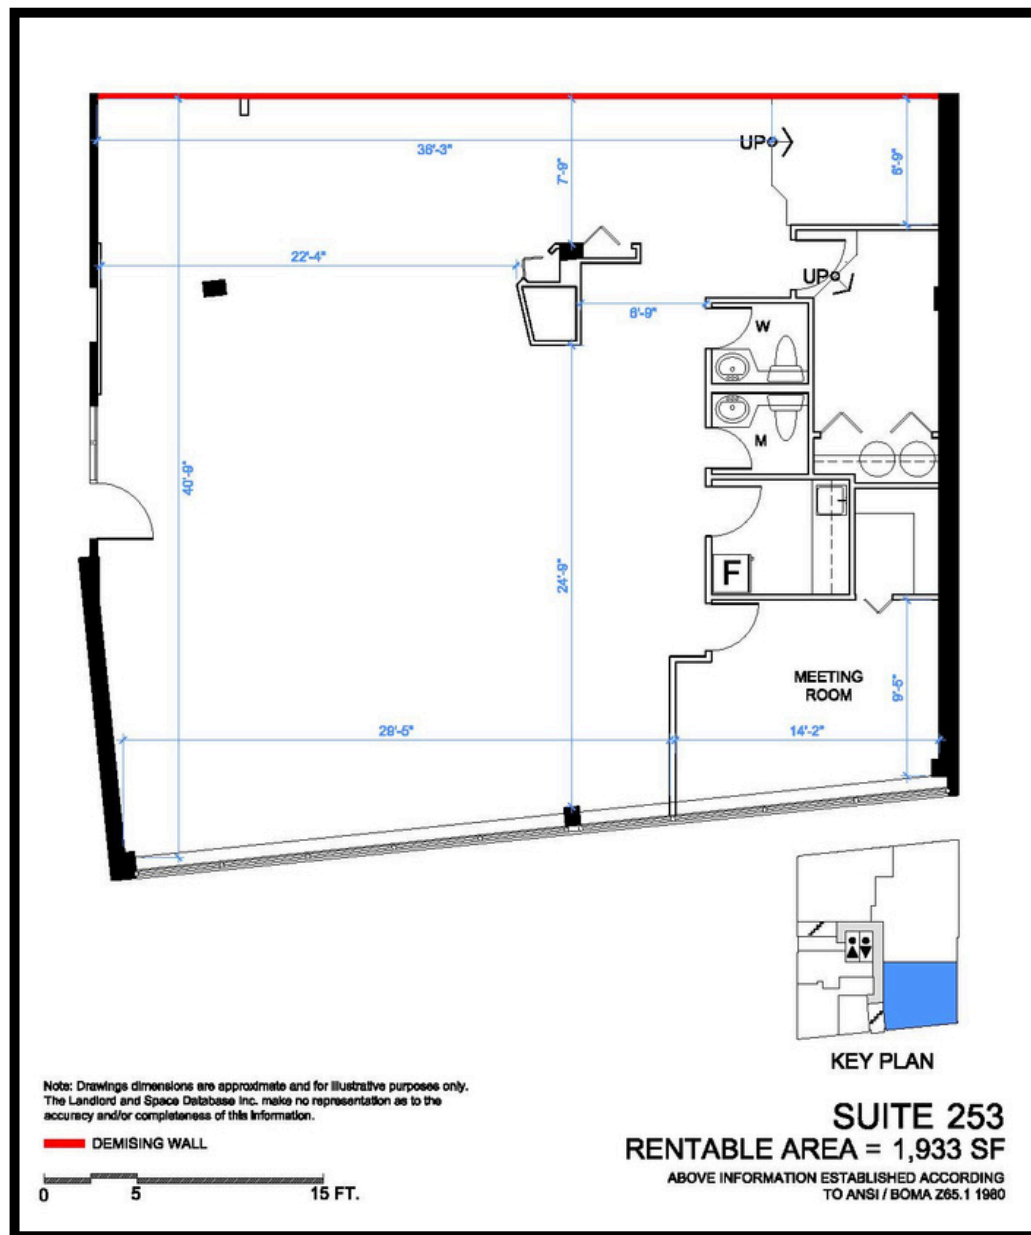 UP
36'-3"
7'-9"
6'-9"
22'-4"
UP
6'-9"
W
M
40'-9"
24'-9"
F
MEETING
ROOM
9'-5"
29'-5"
14'-2"
KEY PLAN
Note: Drawings dimensions are approximate and for illustrative purposes only.
The Landlord and Space Database Inc. make no representation as to the
accuracy and/or completeness of this information.
DEMISING WALL
0 5 15 FT.
SUITE 253
RENTABLE AREA = 1,933 SF
ABOVE INFORMATION ESTABLISHED ACCORDING
TO ANSI / BOMA Z65.1 1980